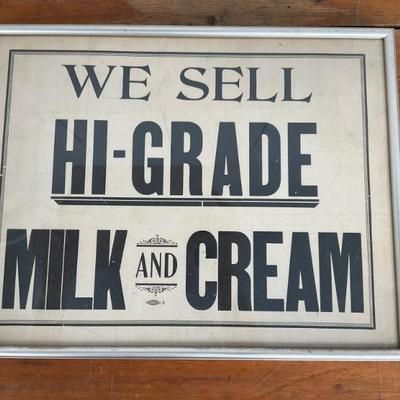 WE SELL
HI-GRADE
MILK AND CREAM